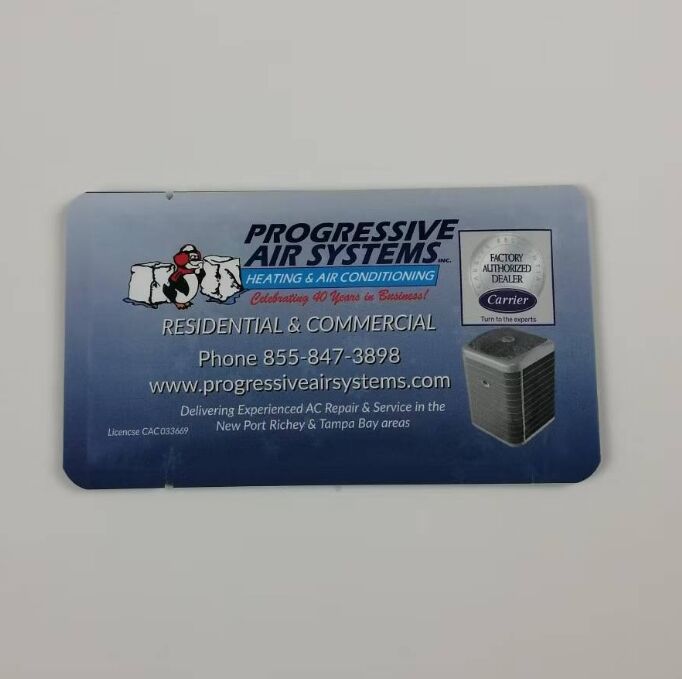 PROGRESSIVE
AIR SYSTEMS INC.
HEATING & AIR CONDITIONING
Celebrating 40 Years in Business!
RESIDENTIAL & COMMERCIAL
Phone 855-847-3898
www.progressiveairsystems.com
Delivering Experienced AC Repair & Service in the
New Port Richey & Tampa Bay areas
Licencse CAC033669
FACTORY
AUTHORIZED
DEALER
Carrier
Turn to the experts